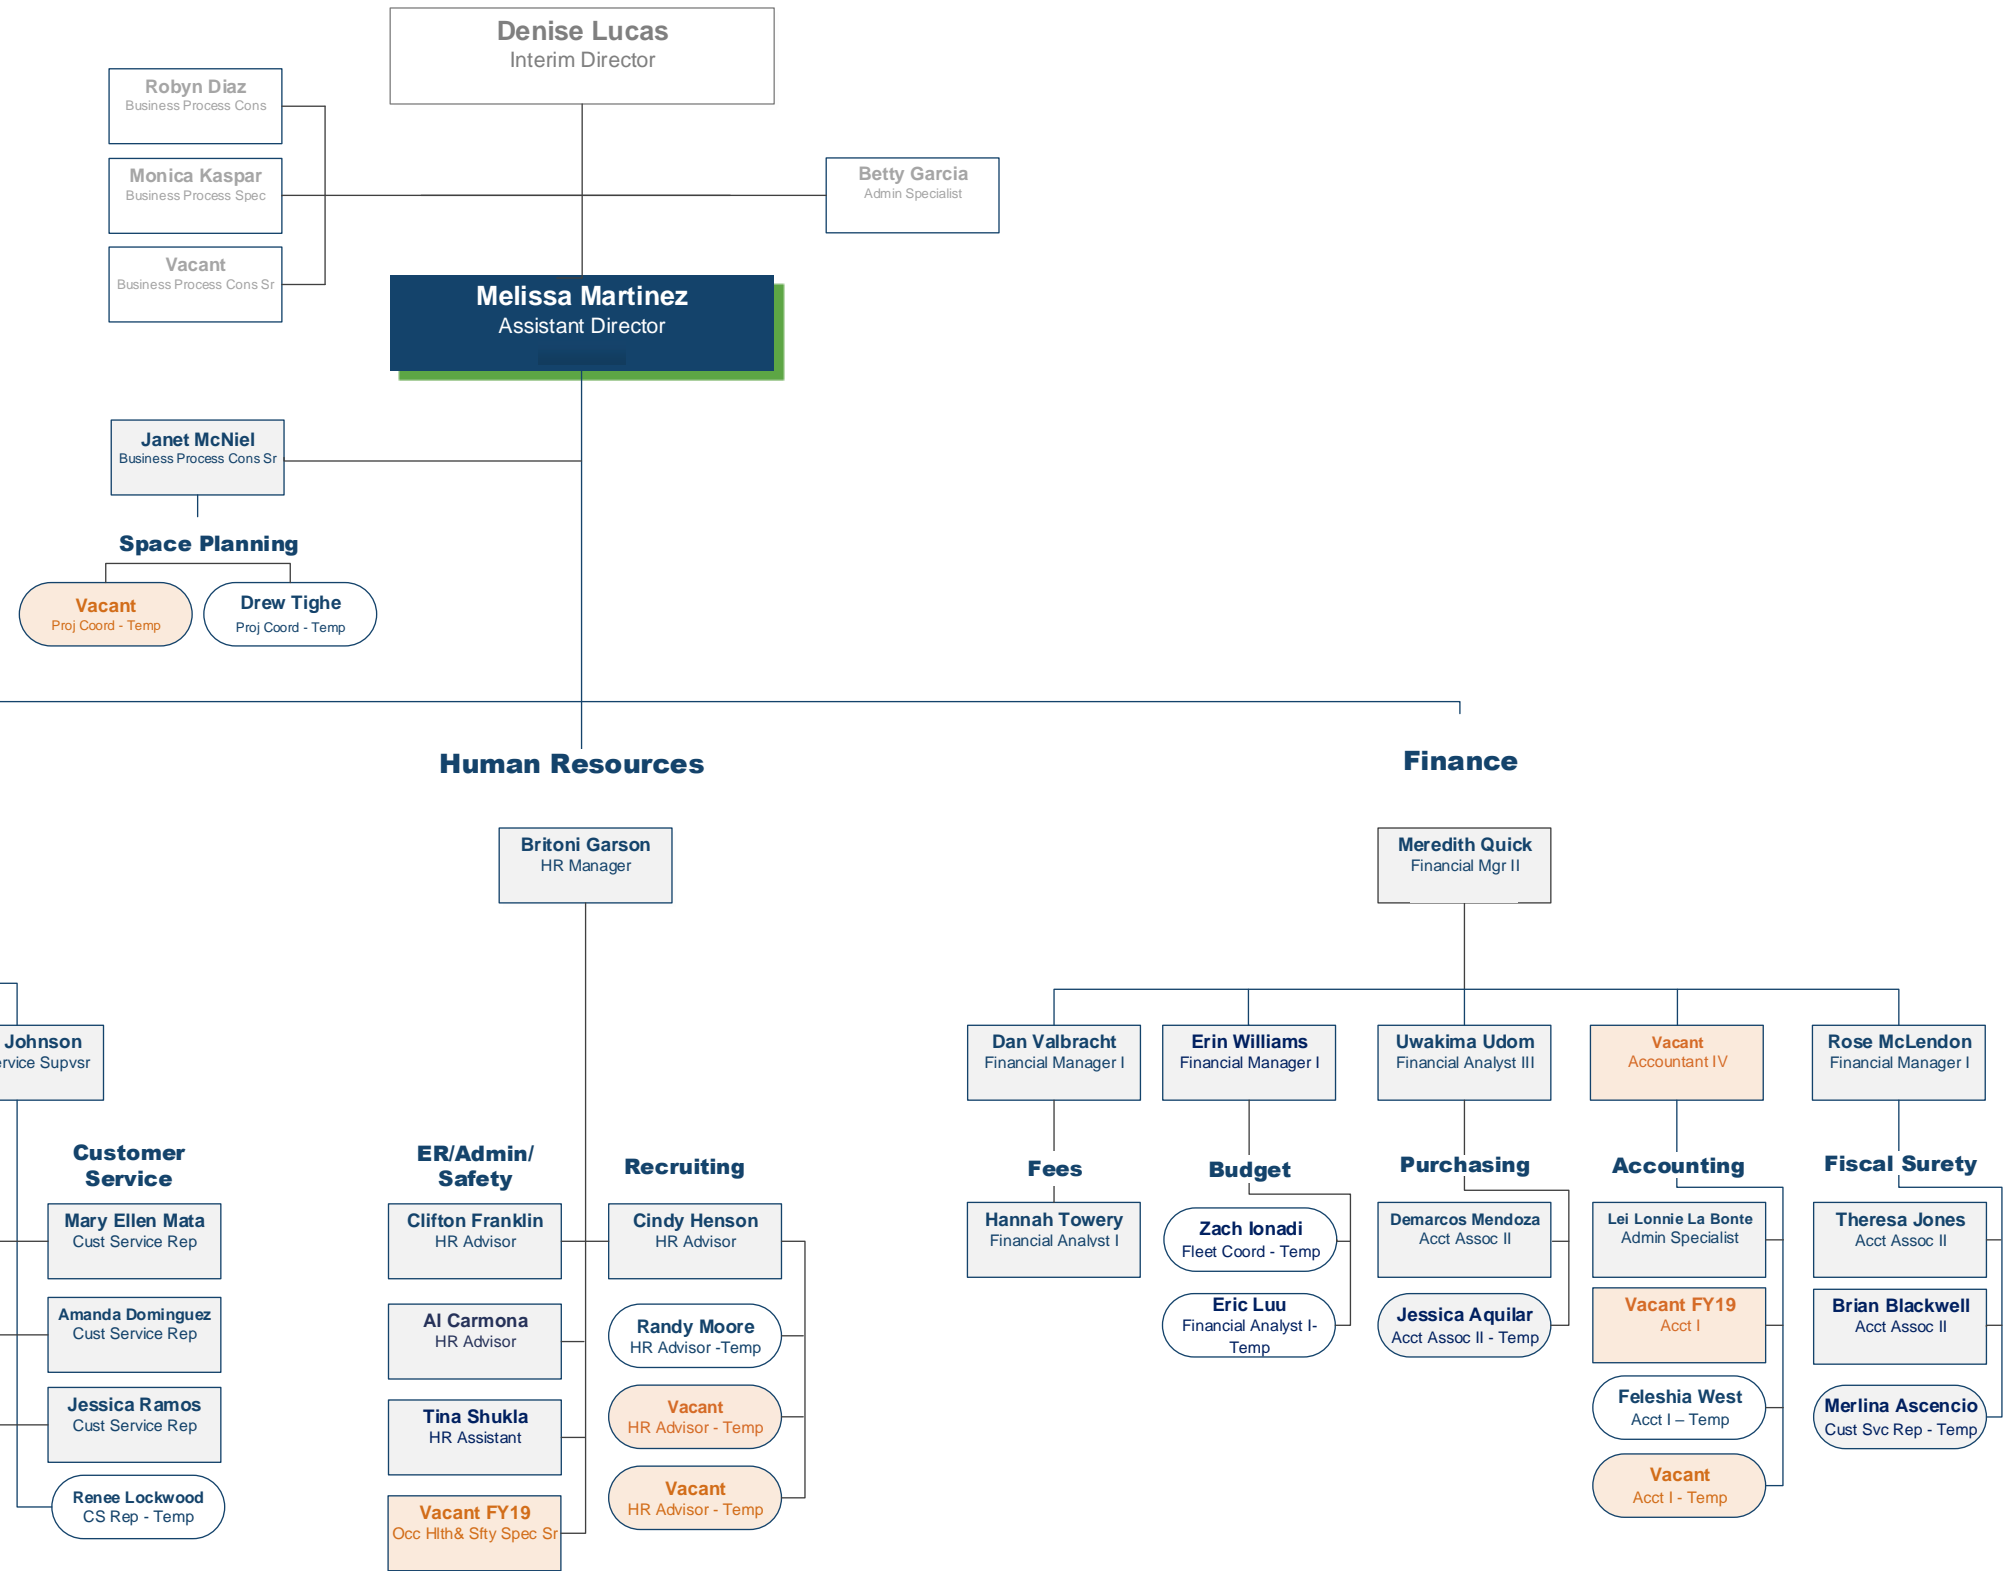 Denise Lucas
Interim Director
Robyn Diaz
Business Process Cons
Monica Kaspar
Business Process Spec
Betty Garcia
Admin Specialist
Vacant
Business Process Cons Sr
Melissa Martinez
Assistant Director
Janet McNiel
Business Process Cons Sr
Space Planning
Vacant
Proj Coord - Temp
Drew Tighe
Proj Coord - Temp
Human Resources
Finance
Britoni Garson
HR Manager
Meredith Quick
Financial Mgr II
Johnson
rvice Supvsr
Dan Valbracht
Financial Manager I
Erin Williams
Financial Manager I
Uwakima Udom
Financial Analyst III
Vacant
Accountant IV
Rose McLendon
Financial Manager I
Customer
Service
Mary Ellen Mata
Cust Service Rep
Amanda Dominguez
Cust Service Rep
Jessica Ramos
Cust Service Rep
Renee Lockwood
CS Rep - Temp
ER/Admin/
Safety
Clifton Franklin
HR Advisor
Al Carmona
HR Advisor
Tina Shukla
HR Assistant
Vacant FY19
Occ Hlth& Sfty Spec Sr
Recruiting
Cindy Henson
HR Advisor
Randy Moore
HR Advisor -Temp
Vacant
HR Advisor - Temp
Vacant
HR Advisor - Temp
Fees
Hannah Towery
Financial Analyst I
Budget
Zach Ionadi
Fleet Coord - Temp
Eric Luu
Financial Analyst I-
Temp
Purchasing
Demarcos Mendoza
Acct Assoc II
Jessica Aquilar
Acct Assoc II - Temp
Accounting
Lei Lonnie La Bonte
Admin Specialist
Vacant FY19
Acct I
Feleshia West
Acct I – Temp
Vacant
Acct I - Temp
Fiscal Surety
Theresa Jones
Acct Assoc II
Brian Blackwell
Acct Assoc II
Merlina Ascencio
Cust Svc Rep - Temp